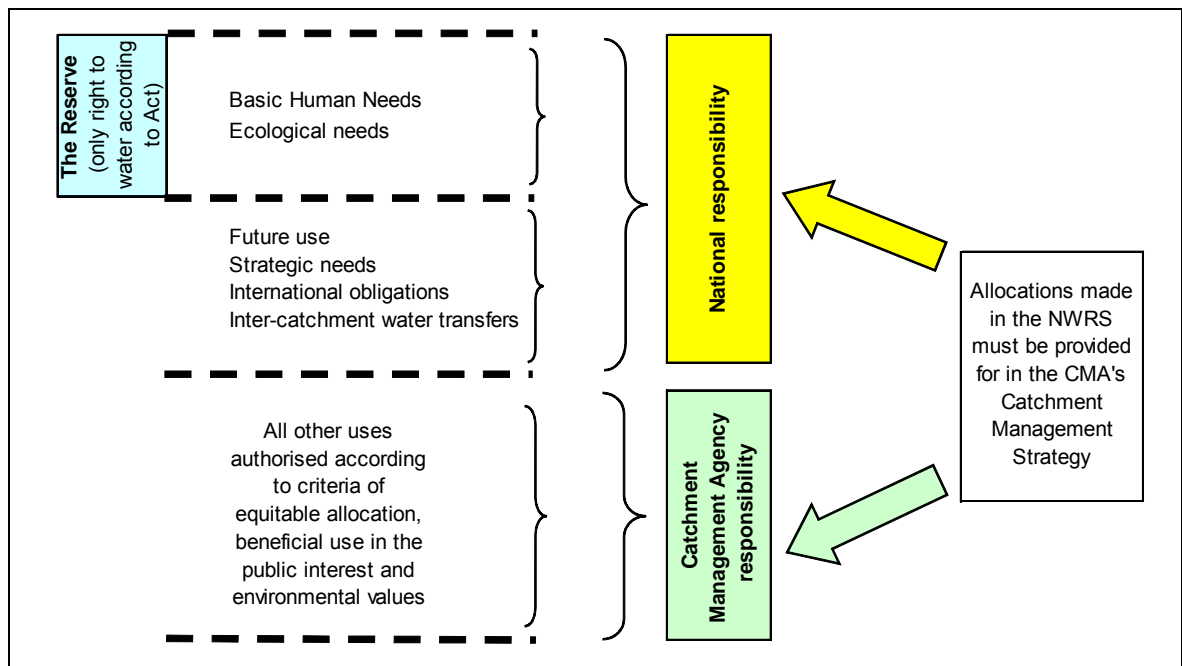 The Reserve
(only right to
water according
to Act)
Basic Human Needs
Ecological needs
Future use
Strategic needs
International obligations
Inter-catchment water transfers
All other uses
authorised according
to criteria of
equitable allocation,
beneficial use in the
public interest and
environmental values
National responsibility
Catchment
Management Agency
responsibility
Allocations made
in the NWRS
must be provided
for in the CMA's
Catchment
Management
Strategy